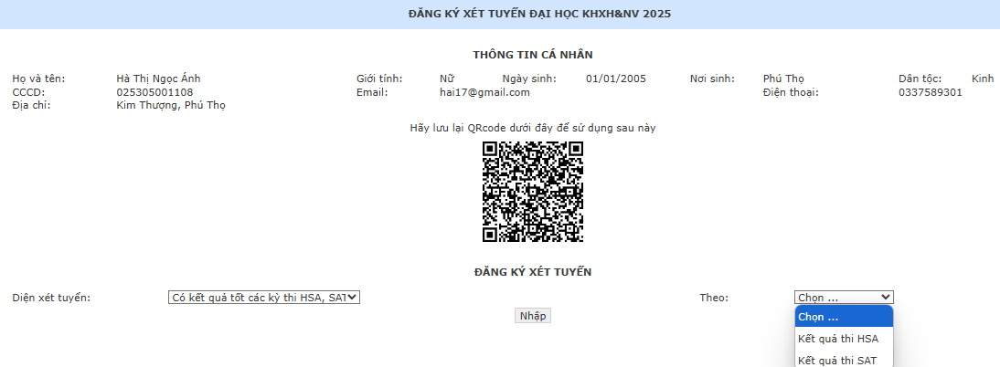 ĐĂNG KÝ XÉT TUYỂN ĐẠI HỌC KHXH&NV 2025
THÔNG TIN CÁ NHÂN
Họ và tên: Hà Thị Ngọc Ánh Giới tính: Nữ Ngày sinh: 01/01/2005 Nơi sinh: Phú Thọ Dân tộc: Kinh
CCCD: 025305001108 Email: hai17@gmail.com Điện thoại: 0337589301
Địa chỉ: Kim Thượng, Phú Thọ
Hãy lưu lại QRcode dưới đây để sử dụng sau này
ĐĂNG KÝ XÉT TUYỂN
Diện xét tuyển: Có kết quả tốt các kỳ thi HSA, SAT Theo: Chọn ...
Nhập
Chọn ...
Kết quả thi HSA
Kết quả thi SAT